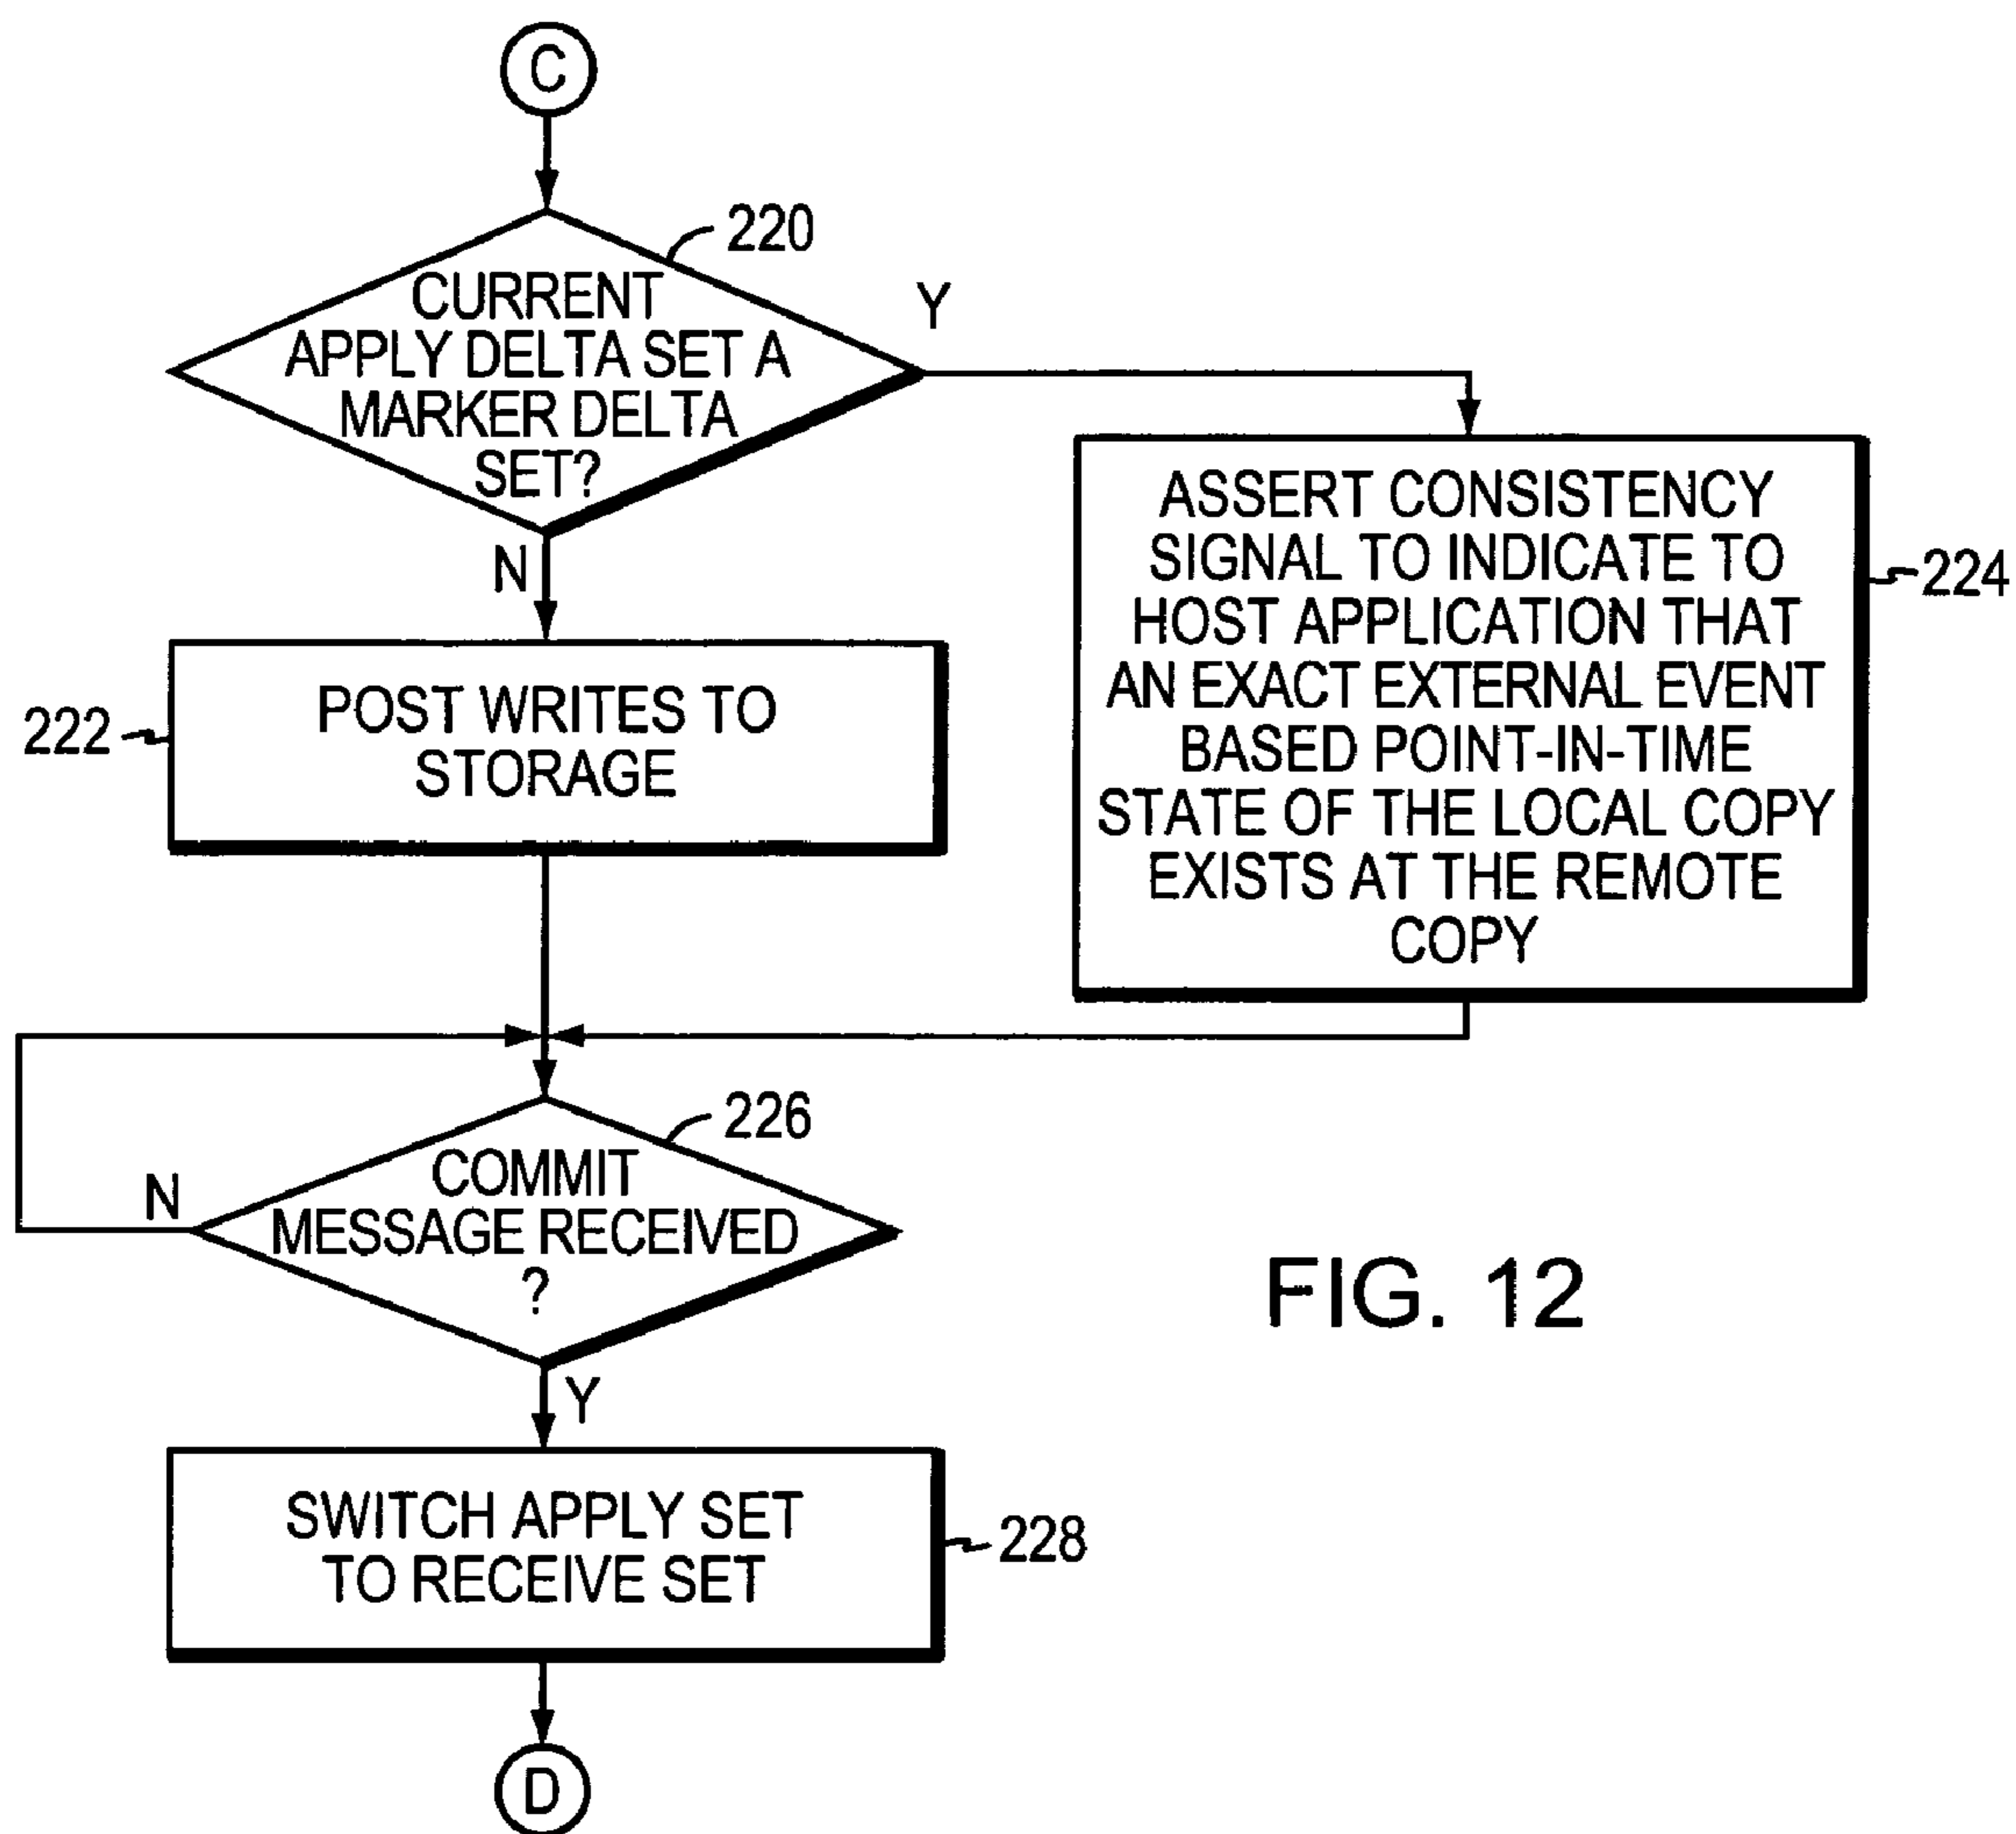 C
220
CURRENT
APPLY DELTA SET A
MARKER DELTA
SET?
Y
N
222
POST WRITES TO
STORAGE
ASSERT CONSISTENCY
SIGNAL TO INDICATE TO
HOST APPLICATION THAT
AN EXACT EXTERNAL EVENT
BASED POINT-IN-TIME
STATE OF THE LOCAL COPY
EXISTS AT THE REMOTE
COPY
224
226
COMMIT
MESSAGE RECEIVED
?
N
Y
SWITCH APPLY SET
TO RECEIVE SET
228
D
FIG. 12